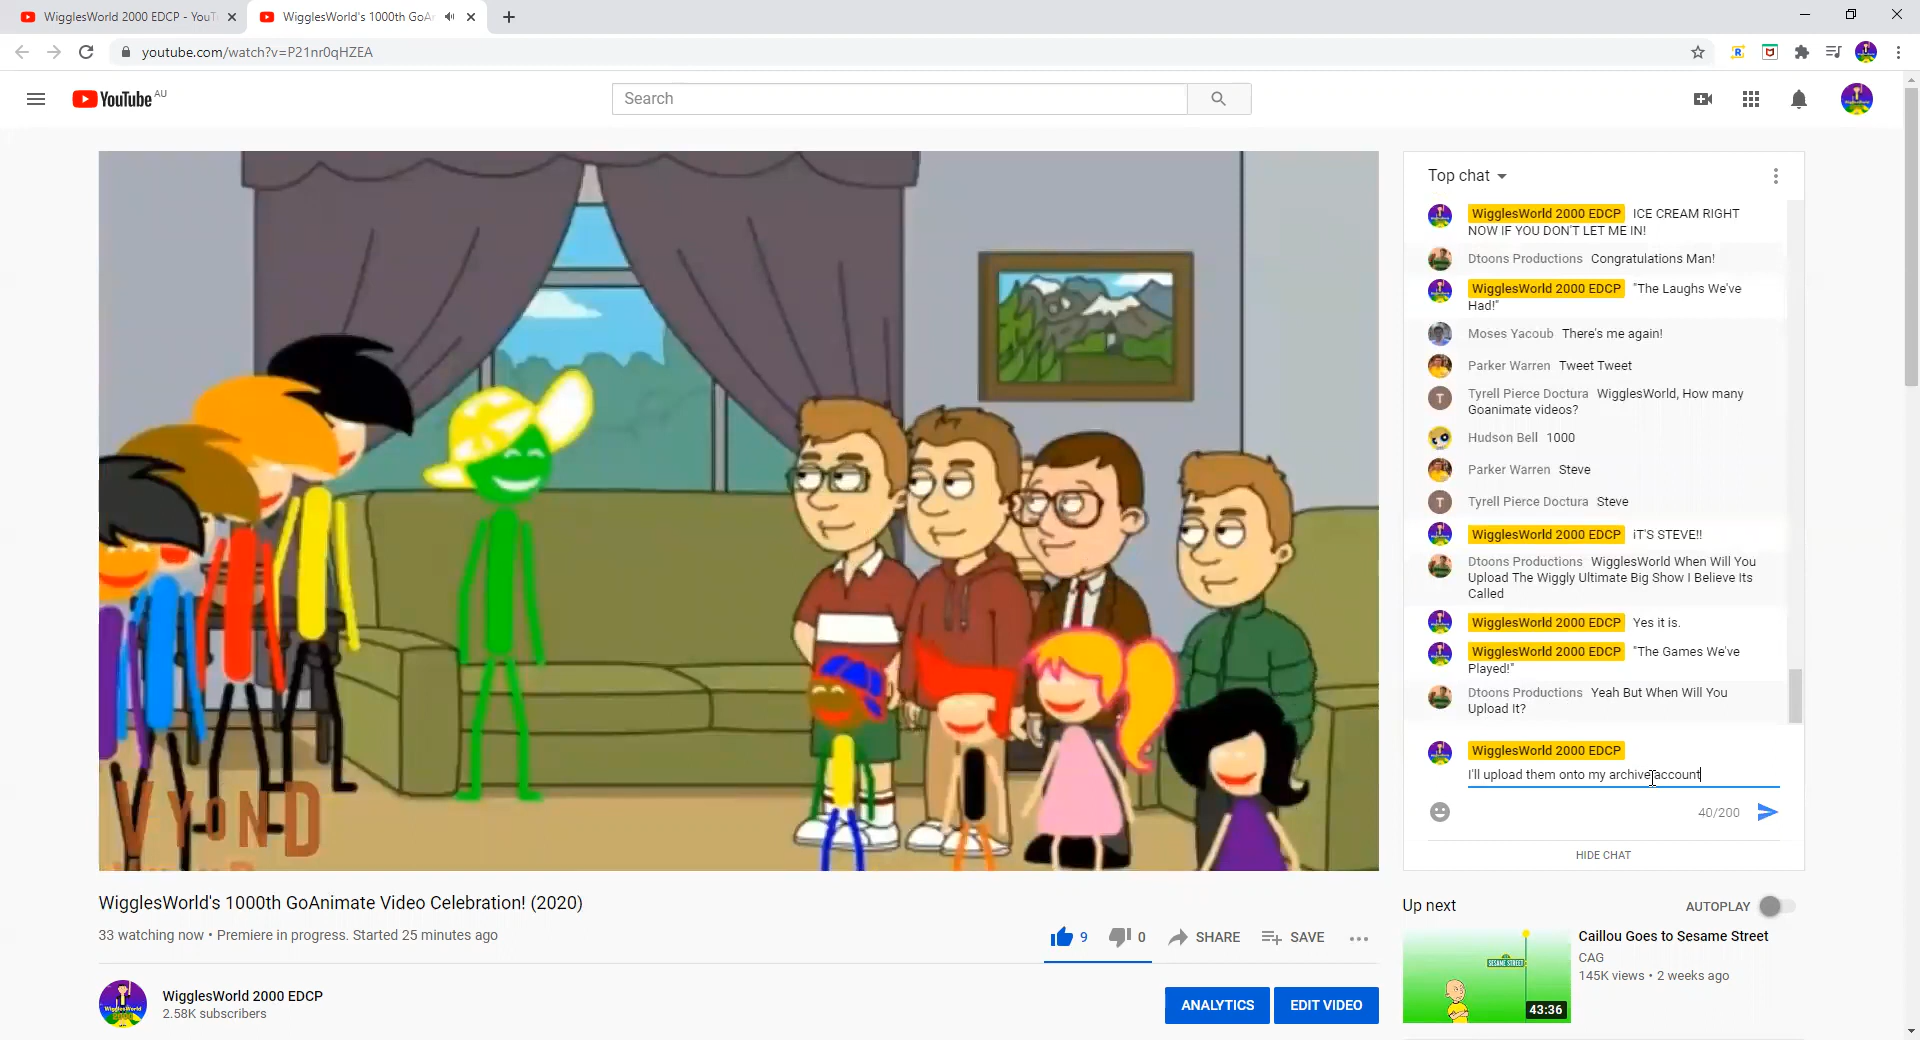 WigglesWorld 2000 EDCP - YouT
WigglesWorld's 1000th GoAn
youtube.com/watch?v=P21nr0qHZEA
YouTube AU
Search
Top chat
WigglesWorld 2000 EDCP ICE CREAM RIGHT
NOW IF YOU DON'T LET ME IN!
Dtoons Productions Congratulations Man!
WigglesWorld 2000 EDCP "The Laughs We've
Had!"
Moses Yacoub There's me again!
Parker Warren Tweet Tweet
T Tyrell Pierce Doctura WigglesWorld, How many
Goanimate videos?
Hudson Bell 1000
Parker Warren Steve
T Tyrell Pierce Doctura Steve
WigglesWorld 2000 EDCP iT'S STEVE!!
Dtoons Productions WigglesWorld When Will You
Upload The Wiggly Ultimate Big Show I Believe Its
Called
WigglesWorld 2000 EDCP Yes it is.
WigglesWorld 2000 EDCP "The Games We've
Played!"
Dtoons Productions Yeah But When Will You
Upload It?
WigglesWorld 2000 EDCP
I'll upload them onto my archive account
40/200
HIDE CHAT
VYOND
WigglesWorld's 1000th GoAnimate Video Celebration! (2020)
33 watching now • Premiere in progress. Started 25 minutes ago
9 0 SHARE SAVE
WigglesWorld 2000 EDCP
2.58K subscribers
ANALYTICS EDIT VIDEO
Up next AUTOPLAY
SESAME STREET
43:36
Caillou Goes to Sesame Street
CAG
145K views • 2 weeks ago